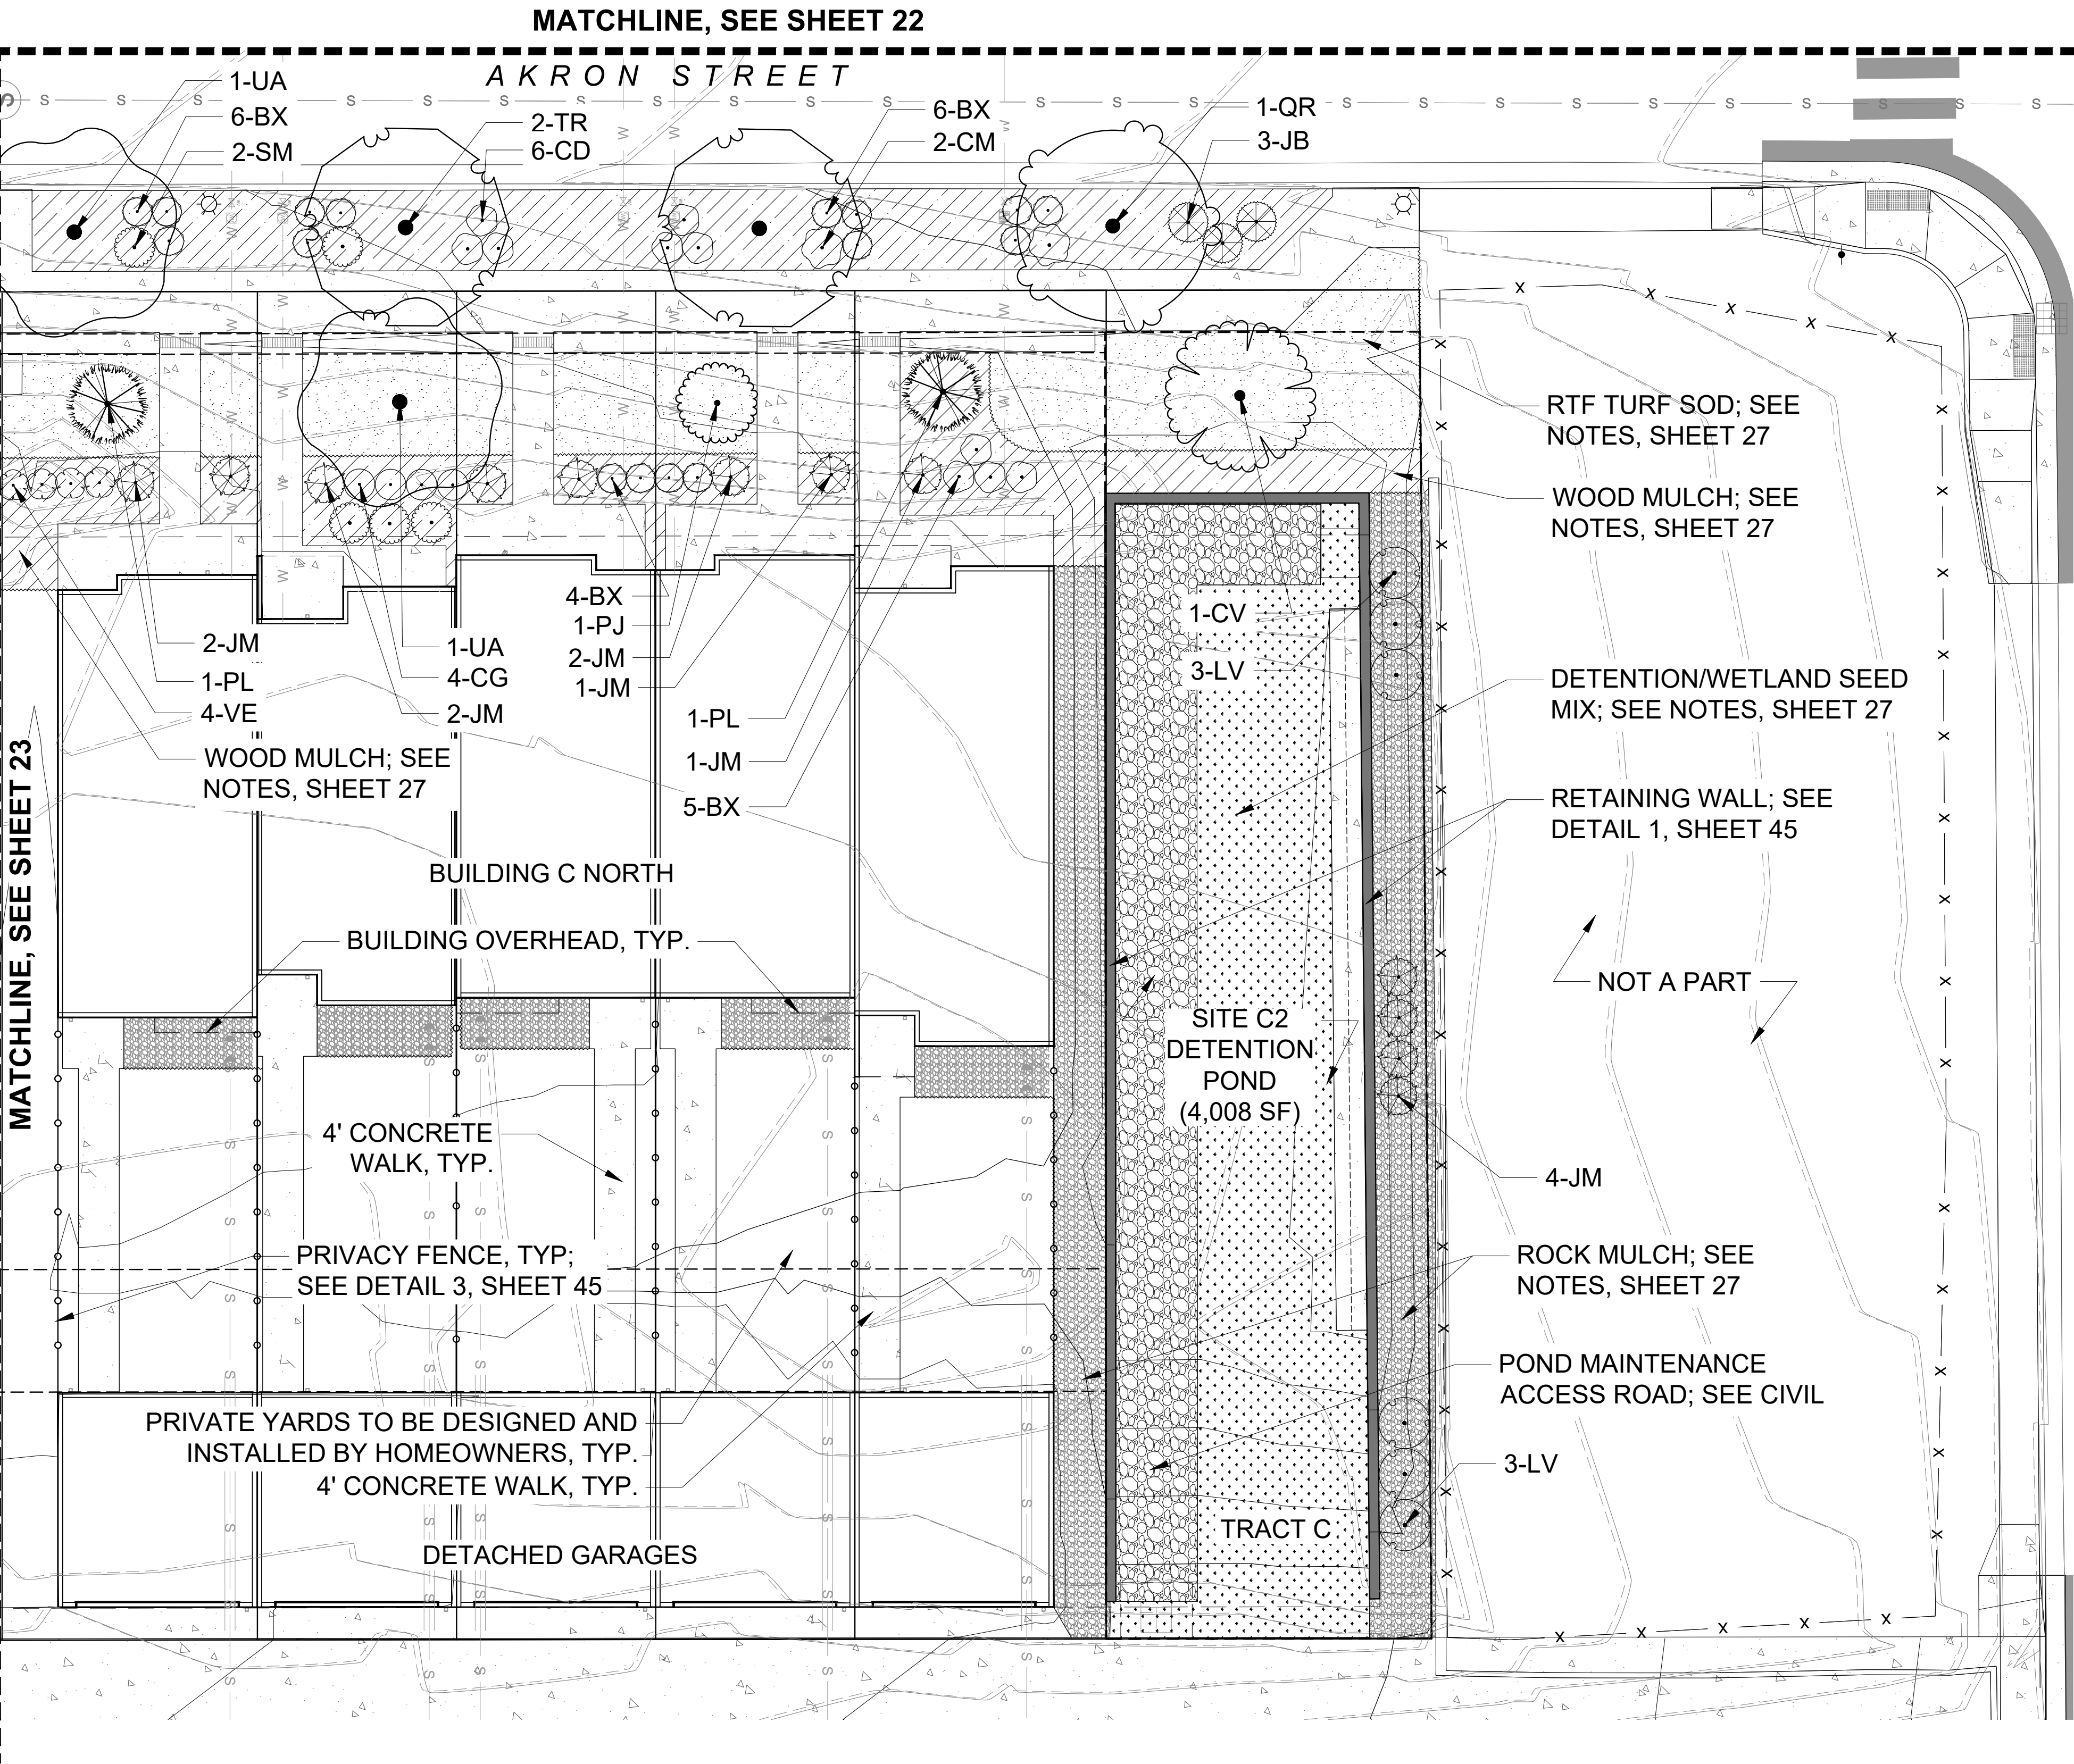 MATCHLINE, SEE SHEET 22
AKRON STREET
1-UA
6-BX
2-SM
2-TR
6-CD
6-BX
2-CM
1-QR
3-JB
RTF TURF SOD; SEE
NOTES, SHEET 27
WOOD MULCH; SEE
NOTES, SHEET 27
DETENTION/WETLAND SEED
MIX; SEE NOTES, SHEET 27
RETAINING WALL; SEE
DETAIL 1, SHEET 45
NOT A PART
4-JM
ROCK MULCH; SEE
NOTES, SHEET 27
POND MAINTENANCE
ACCESS ROAD; SEE CIVIL
3-LV
1-CV
3-LV
SITE C2
DETENTION
POND
(4,008 SF)
TRACT C
2-JM
1-PL
4-VE
WOOD MULCH; SEE
NOTES, SHEET 27
1-UA
4-CG
2-JM
4-BX
1-PJ
2-JM
1-JM
1-PL
1-JM
5-BX
MATCHLINE, SEE SHEET 23
BUILDING C NORTH
BUILDING OVERHEAD, TYP.
4' CONCRETE
WALK, TYP.
PRIVACY FENCE, TYP;
SEE DETAIL 3, SHEET 45
PRIVATE YARDS TO BE DESIGNED AND
INSTALLED BY HOMEOWNERS, TYP.
4' CONCRETE WALK, TYP.
DETACHED GARAGES